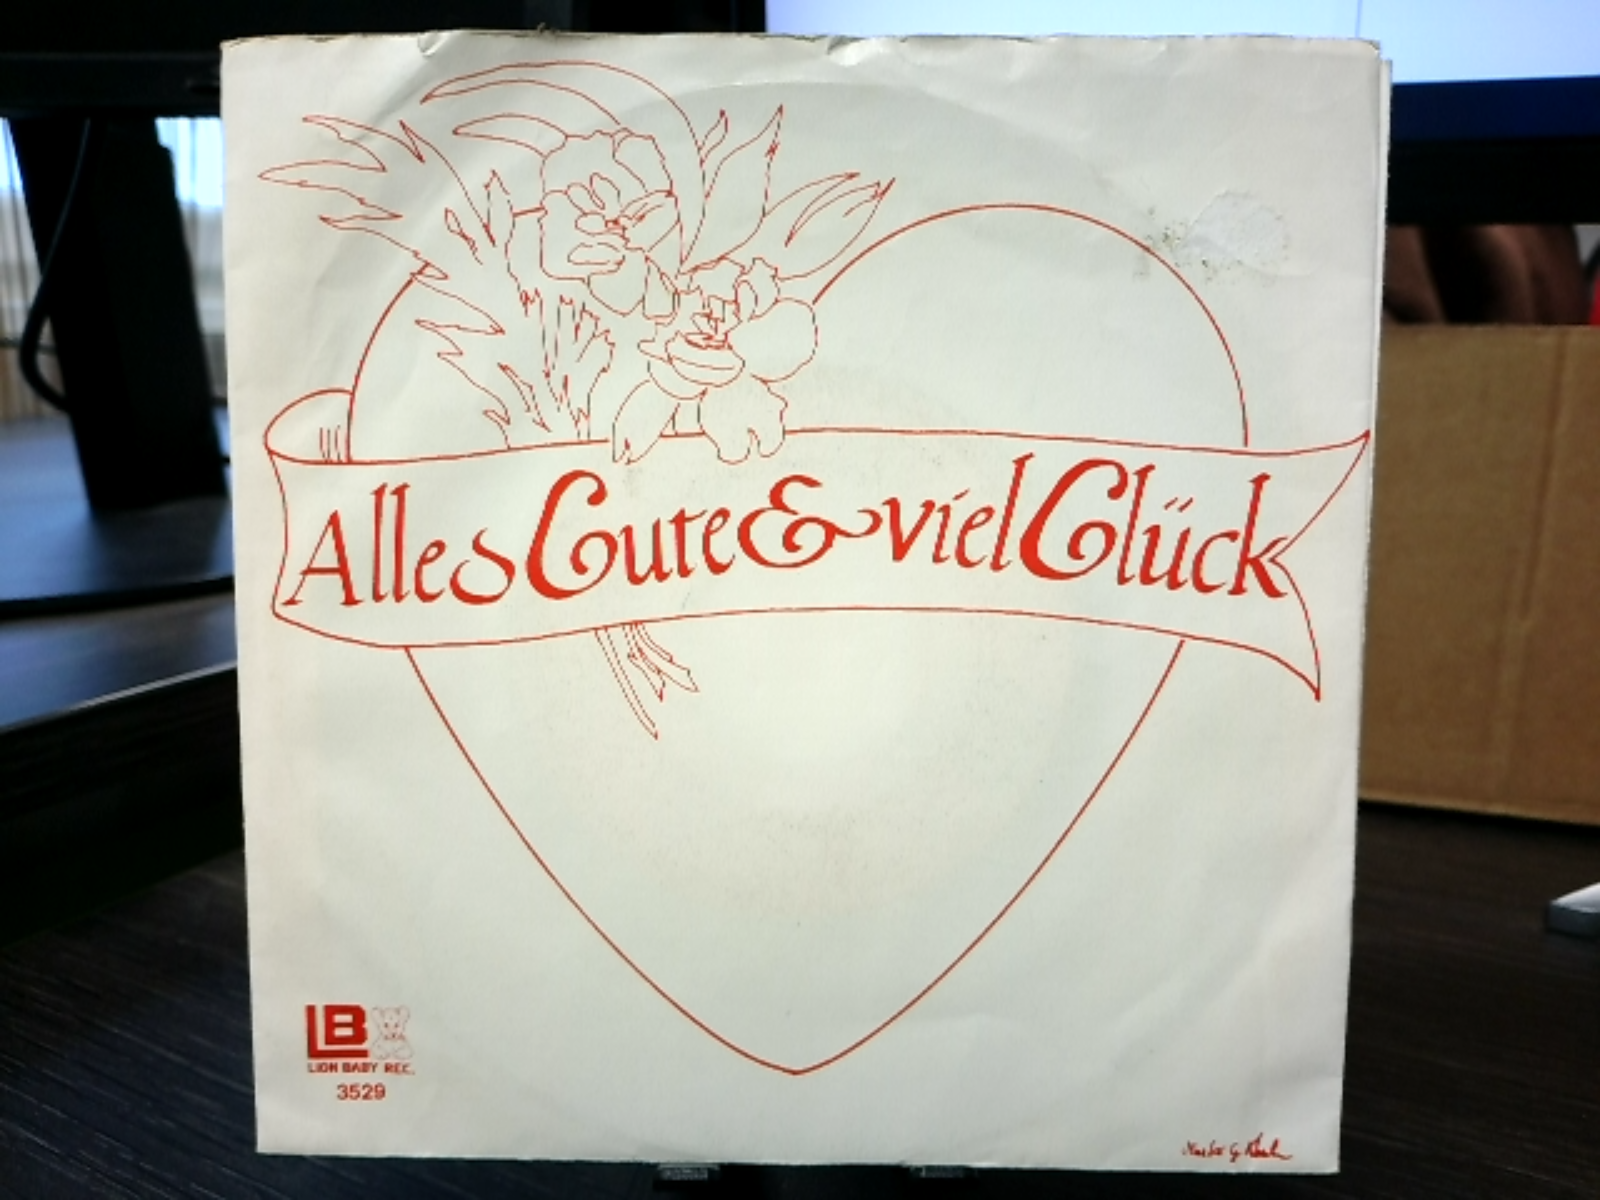 Alles Gute & viel Glück
LB
LION BABY REC.
3529